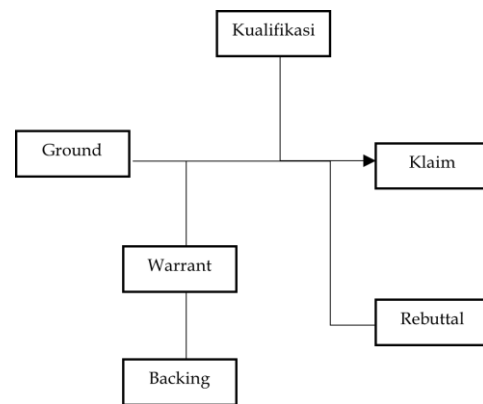 Kualifikasi
Ground
Klaim
Warrant
Rebuttal
Backing